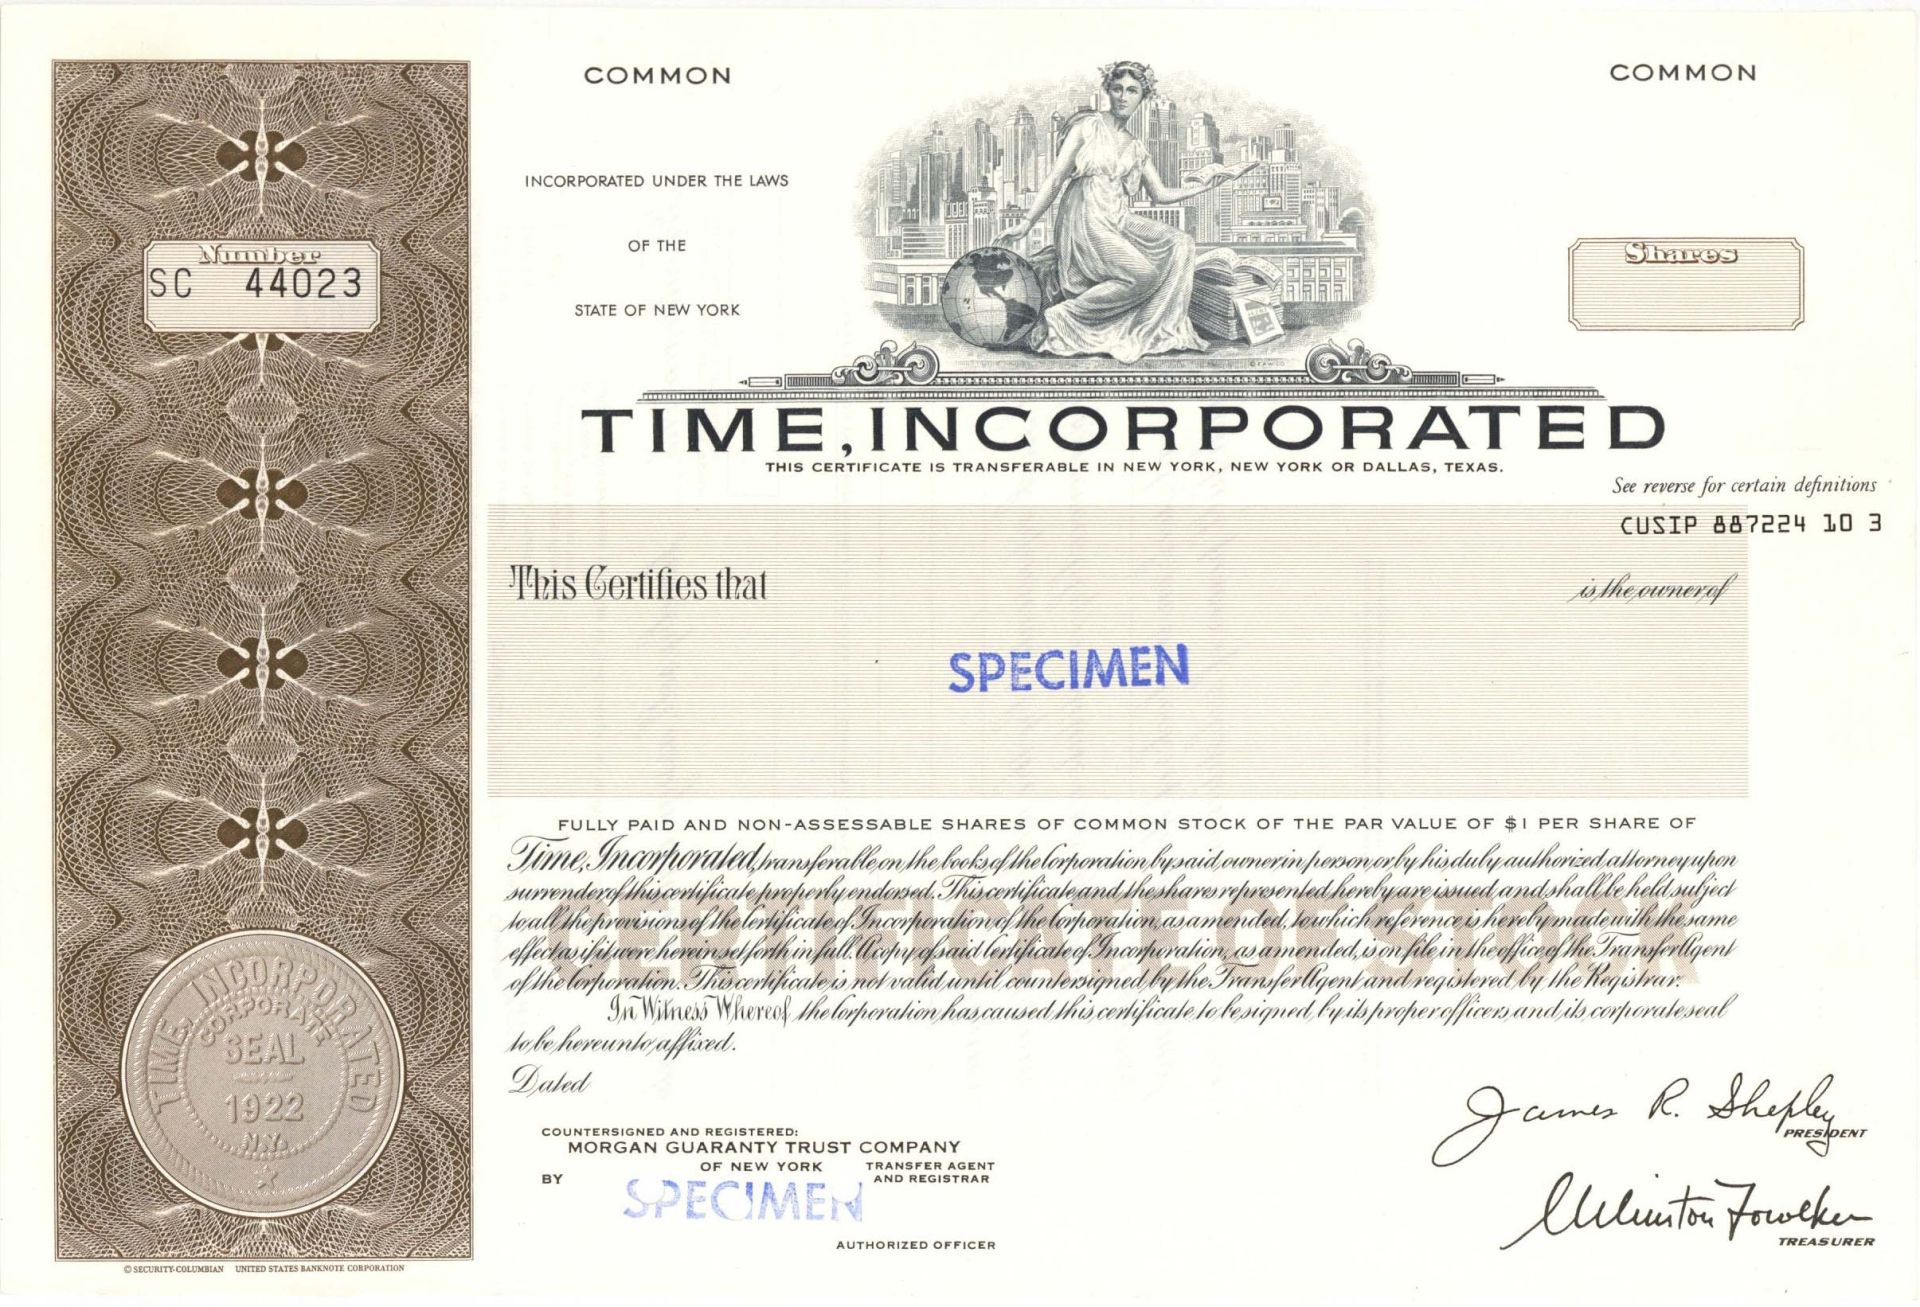 COMMON
COMMON
INCORPORATED UNDER THE LAWS
OF THE
STATE OF NEW YORK
Number
SC 44023
Shares
TIME, INCORPORATED
THIS CERTIFICATE IS TRANSFERABLE IN NEW YORK, NEW YORK OR DALLAS, TEXAS.
See reverse for certain definitions
CUSIP 887224 10 3
This Certifies that
is the owner of
SPECIMEN
FULLY PAID AND NON-ASSESSABLE SHARES OF COMMON STOCK OF THE PAR VALUE OF $1 PER SHARE OF
Time, Incorporated, transferable on the books of the Corporation by said owner in person or by his duly authorized attorney upon
surrender of this certificate properly endorsed. This certificate and the shares represented hereby are issued and shall be held subject
to all the provisions of the Certificate of Incorporation of the Corporation, as amended, to which reference is hereby made with the same
effect as if it were herein set forth in full. A copy of said Certificate of Incorporation, as amended, is on file in the office of the Transfer Agent
of the Corporation. This certificate is not valid until countersigned by the Transfer Agent and registered by the Registrar.
In Witness Whereof the Corporation has caused this certificate to be signed by its proper officers and its corporate seal
to be hereunto affixed.
Dated
TIME, INCORPORATED
CORPORATE
SEAL
1922
N.Y.
James R. Shepley
PRESIDENT
COUNTERSIGNED AND REGISTERED:
MORGAN GUARANTY TRUST COMPANY
OF NEW YORK
TRANSFER AGENT
AND REGISTRAR
BY
SPECIMEN
AUTHORIZED OFFICER
Winston Fowlkes
TREASURER
© SECURITY-COLUMBIAN UNITED STATES BANKNOTE CORPORATION